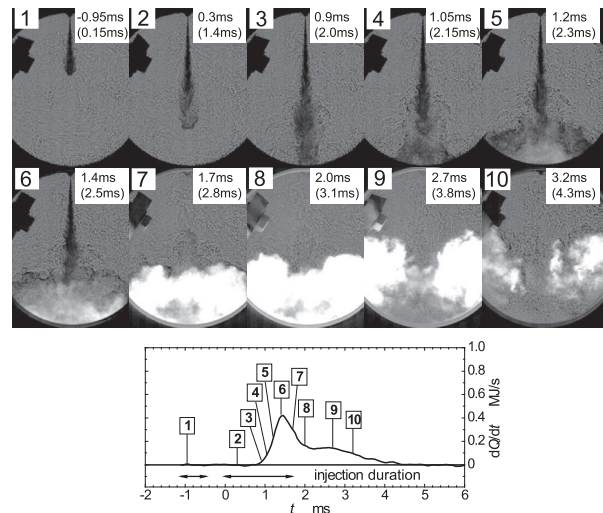 1
-0.95ms
(0.15ms)
2
0.3ms
(1.4ms)
3
0.9ms
(2.0ms)
4
1.05ms
(2.15ms)
5
1.2ms
(2.3ms)
6
1.4ms
(2.5ms)
7
1.7ms
(2.8ms)
8
2.0ms
(3.1ms)
9
2.7ms
(3.8ms)
10
3.2ms
(4.3ms)
1.0
0.8
0.6
0.4
0.2
0
dQ/dt MJ/s
1
2
3
4
5
6
7
8
9
10
injection duration
-2 -1 0 1 2 3 4 5 6
t ms